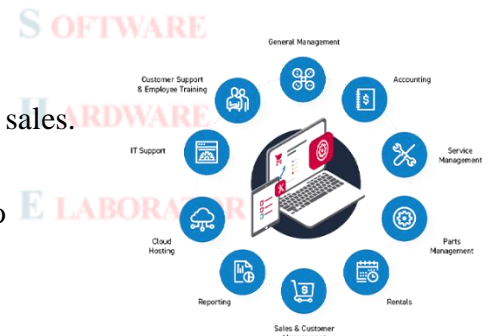 SOFTWARE
General Management
Customer Support
& Employee Training
Accounting
sales.
HARDWARE
IT Support
Service
Management
ELABORATOR
Cloud
Hosting
Parts
Management
Reporting
Rentals
Sales & Customer